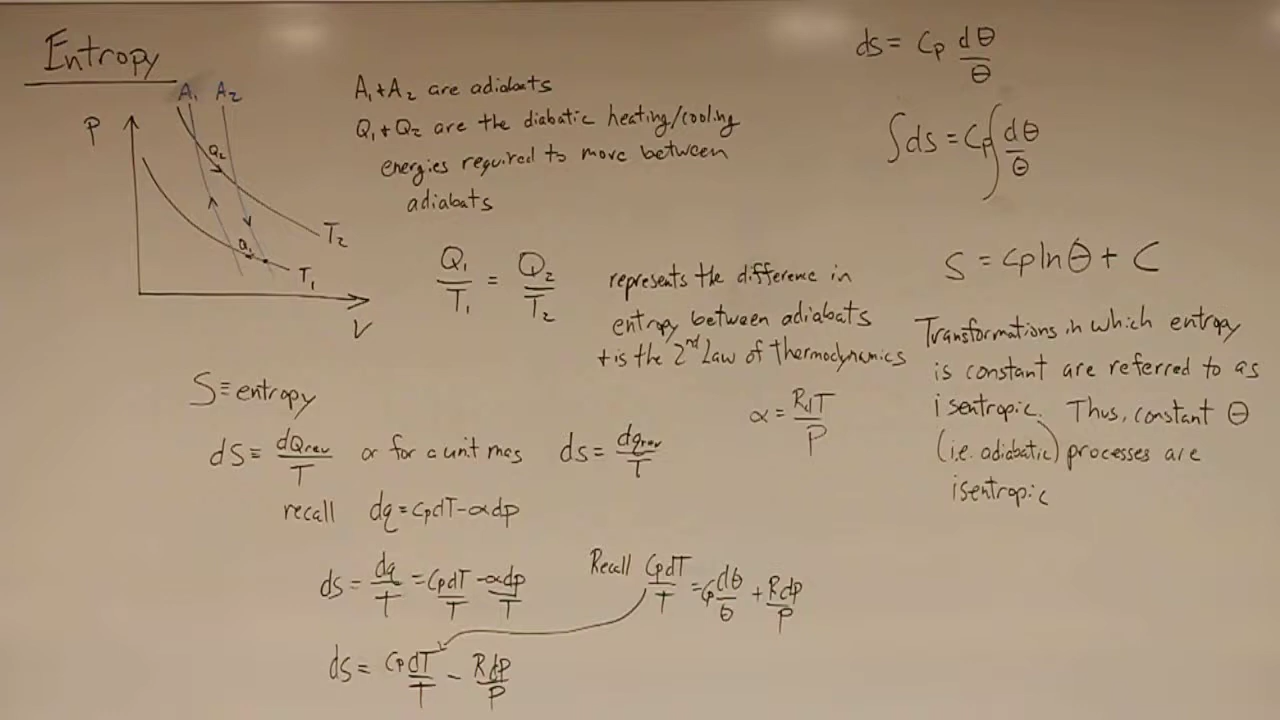 Entropy
A₁ A₂
P
Q₂
Q₁
T₂
T₁
V
A₁ + A₂ are adiabats
Q₁ + Q₂ are the diabatic heating/cooling
energies required to move between
adiabats
Q₁/T₁ = Q₂/T₂
represents the difference in
entropy between adiabats
+ is the 2nd Law of thermodynamics
S ≡ entropy
dS ≡ dQrev/T or for a unit mas ds = dqrev/T
α = RdT/P
recall dq = CpdT - αdp
ds = dq/T = CpdT/T - αdp/T
Recall CpdT/T = Cp dθ/θ + Rdp/P
ds = CpdT/T - Rdp/P
ds = Cp dθ/θ
∫ds = Cp∫dθ/θ
S = Cp ln θ + C
Transformations in which entropy
is constant are referred to as
isentropic. Thus, constant θ
(i.e. adiabatic) processes are
isentropic